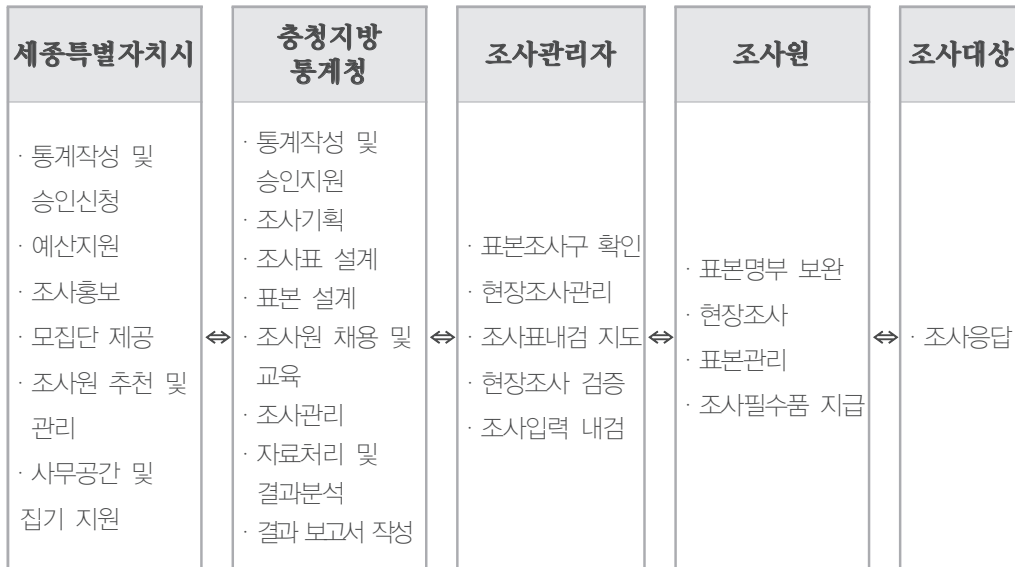 세종특별자치시
· 통계작성 및
승인신청
· 예산지원
· 조사홍보
· 모집단 제공
· 조사원 추천 및
관리
· 사무공간 및
집기 지원
⇔
충청지방
통계청
· 통계작성 및
승인지원
· 조사기획
· 조사표 설계
· 표본 설계
· 조사원 채용 및
교육
· 조사관리
· 자료처리 및
결과분석
· 결과 보고서 작성
⇔
조사관리자
· 표본조사구 확인
· 현장조사관리
· 조사표내검 지도
· 현장조사 검증
· 조사입력 내검
⇔
조사원
· 표본명부 보완
· 현장조사
· 표본관리
· 조사필수품 지급
⇔
조사대상
· 조사응답